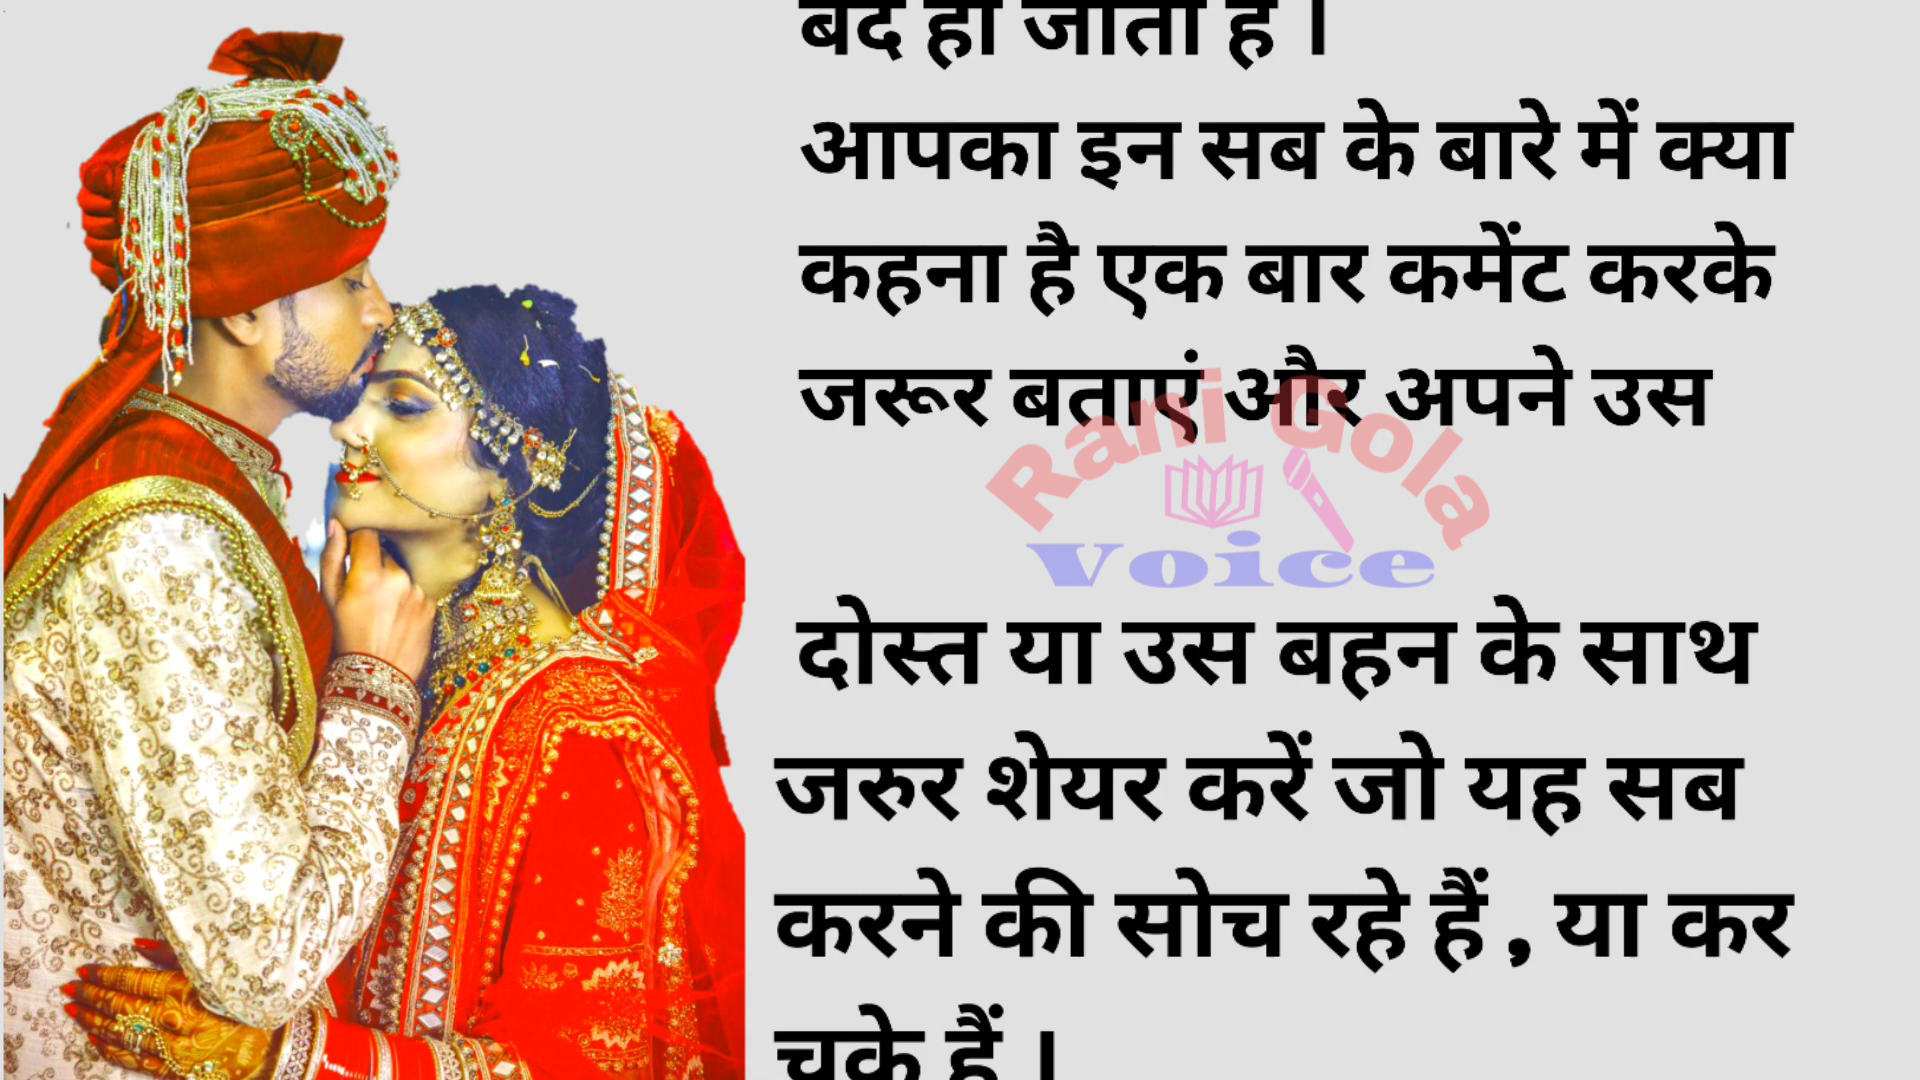 बंद हो जाता है ।
आपका इन सब के बारे में क्या
कहना है एक बार कमेंट करके
जरूर बताएं और अपने उस
Rani Gola
Voice
दोस्त या उस बहन के साथ
जरुर शेयर करें जो यह सब
करने की सोच रहे हैं , या कर
चुके हैं ।